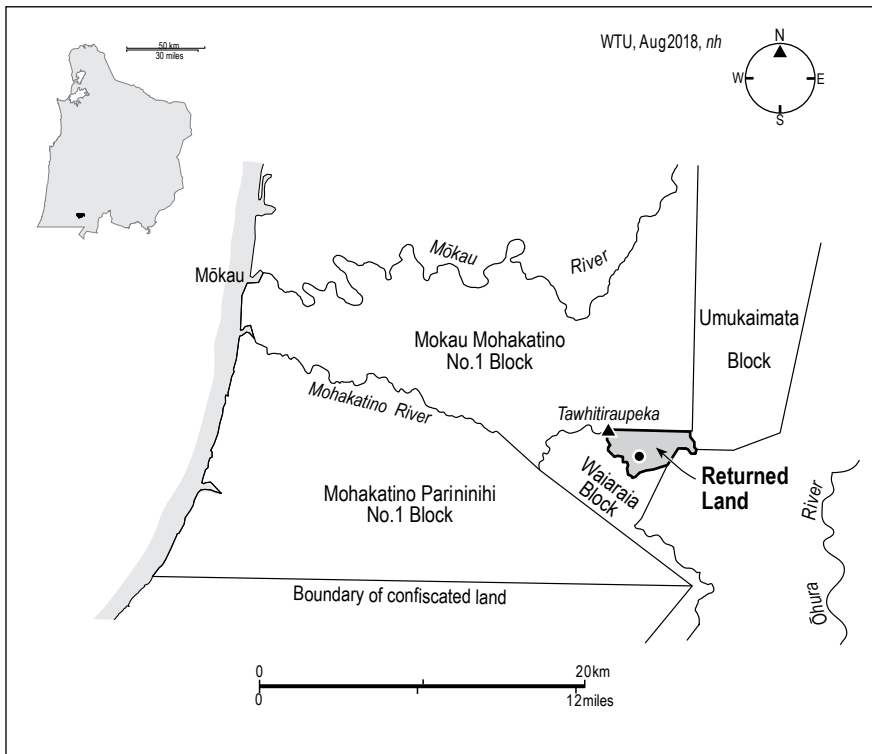 50 km
30 miles
WTU, Aug2018, nh
N
W
E
S
Mōkau
Mōkau
River
Umukaimata
Block
Mokau Mohakatino
No.1 Block
Mohakatino River
Tawhitiraupeka
Waiaraia
Block
Returned
Land
Mohakatino Parininihi
No.1 Block
Ōhura
River
Boundary of confiscated land
0
20km
0
12miles